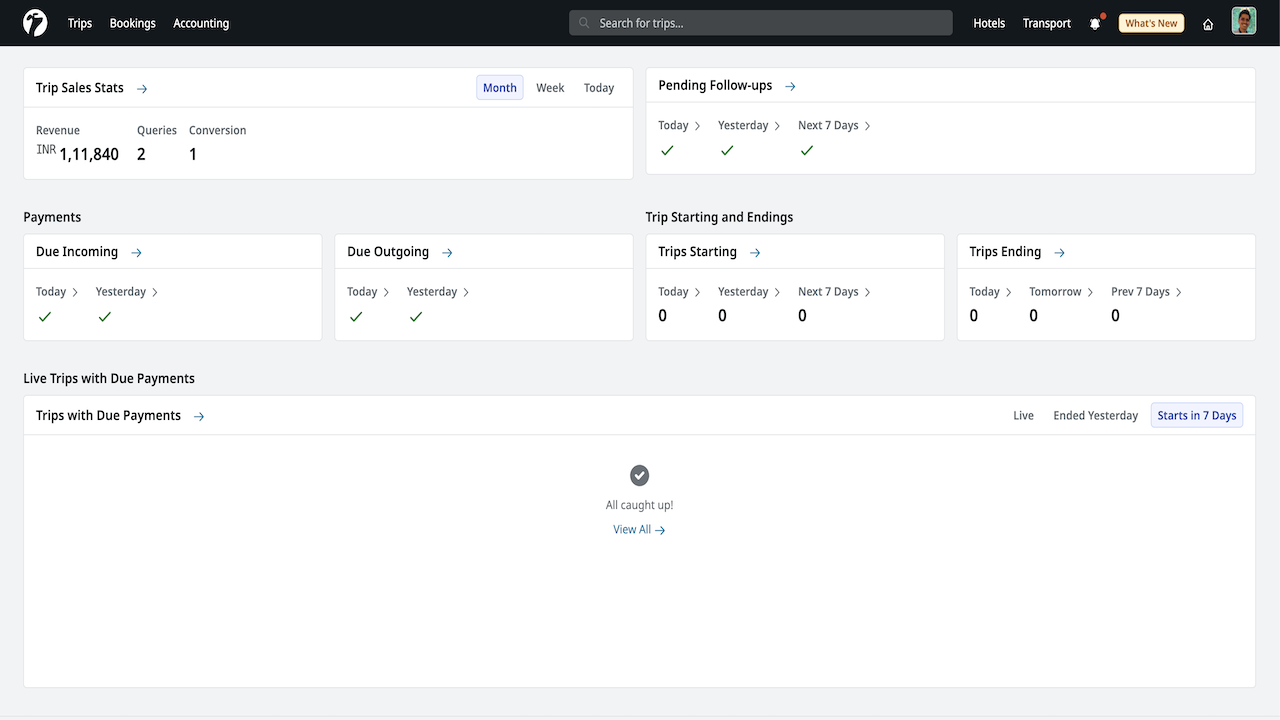 Trips Bookings Accounting Search for trips... Hotels Transport What's New
Trip Sales Stats Month Week Today
Revenue Queries Conversion
INR 1,11,840 2 1
Pending Follow-ups
Today Yesterday Next 7 Days
Payments
Due Incoming
Today Yesterday
Due Outgoing
Today Yesterday
Trip Starting and Endings
Trips Starting
Today Yesterday Next 7 Days
0 0 0
Trips Ending
Today Tomorrow Prev 7 Days
0 0 0
Live Trips with Due Payments
Trips with Due Payments Live Ended Yesterday Starts in 7 Days
All caught up!
View All